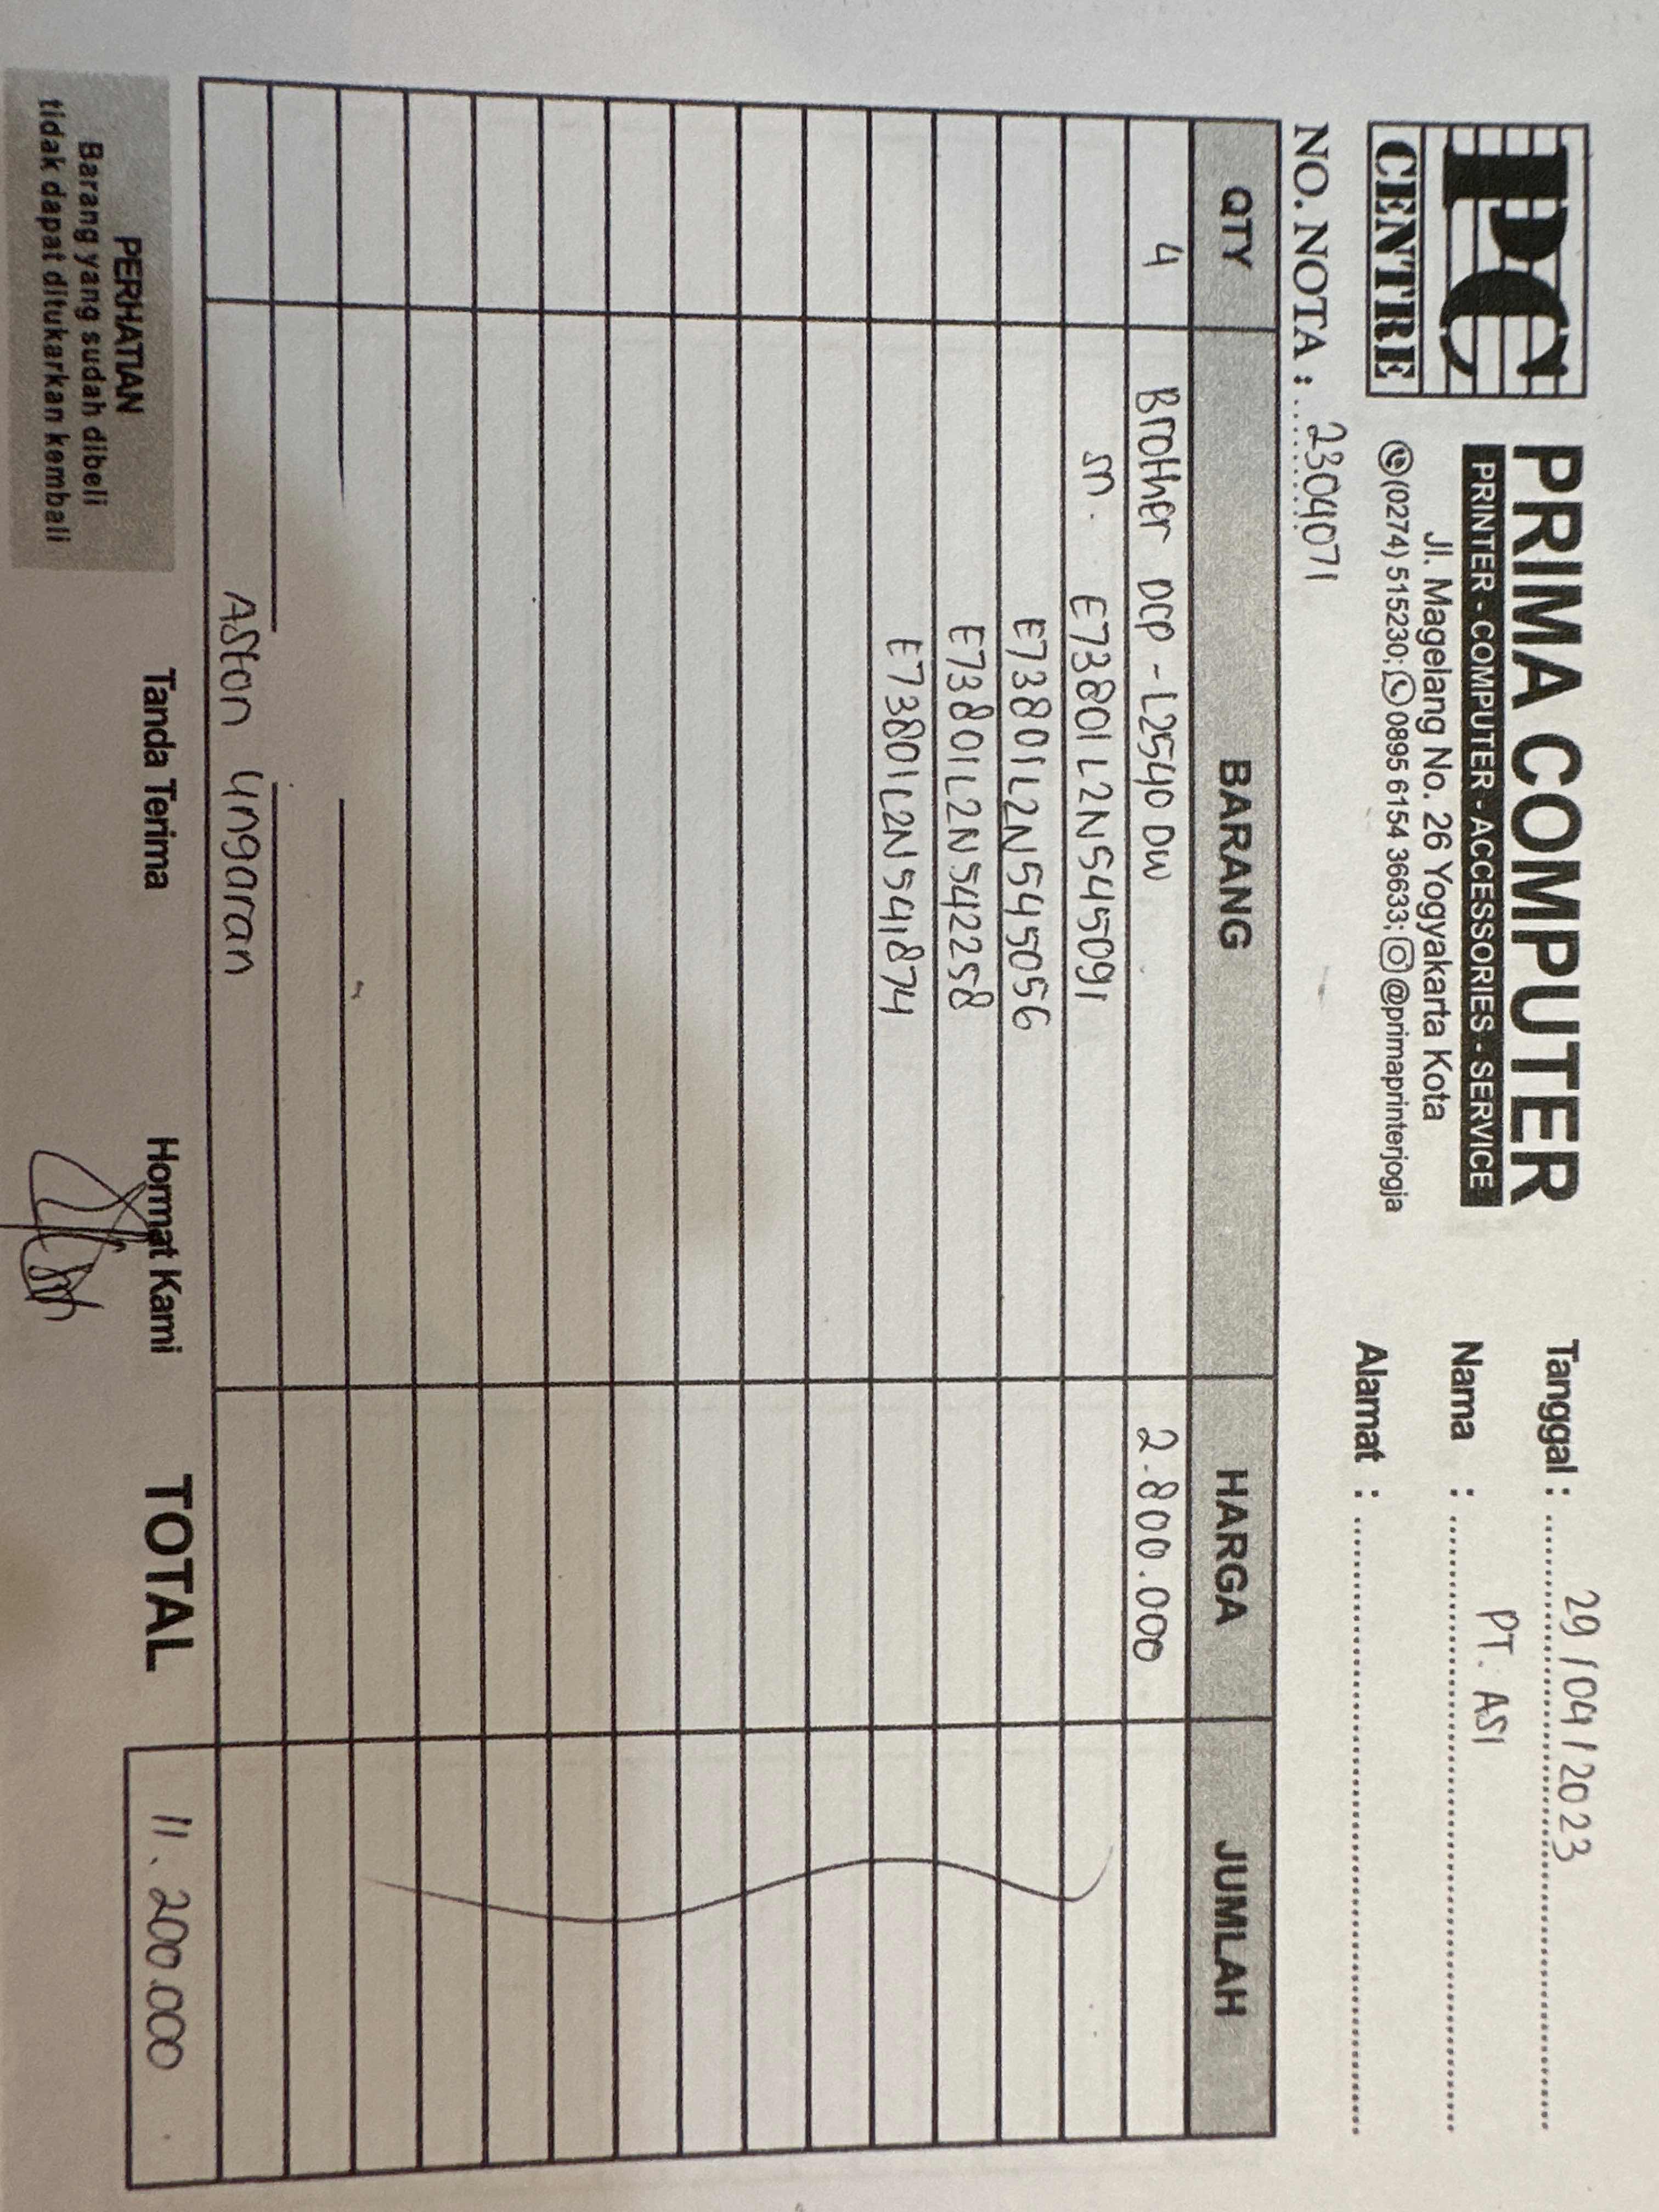 PC
CENTRE
PRIMA COMPUTER
PRINTER - COMPUTER - ACCESSORIES - SERVICE
Jl. Magelang No. 26 Yogyakarta Kota
(0274) 515230; 0895 6154 36633; @primaprinterjogja
Tanggal : 29/04/2023
Nama : PT. ASI
Alamat :
NO. NOTA : 2304071
QTY BARANG HARGA JUMLAH
4 Brother DCP-L2540 DW 2.800.000
sn. E73801L2N545091
E73801L2N545056
E73801L2N542258
E73801L2N541874
Aston Ungaran
PERHATIAN
Barang yang sudah dibeli
tidak dapat ditukarkan kembali
Tanda Terima
Hormat Kami
TOTAL 11.200.000